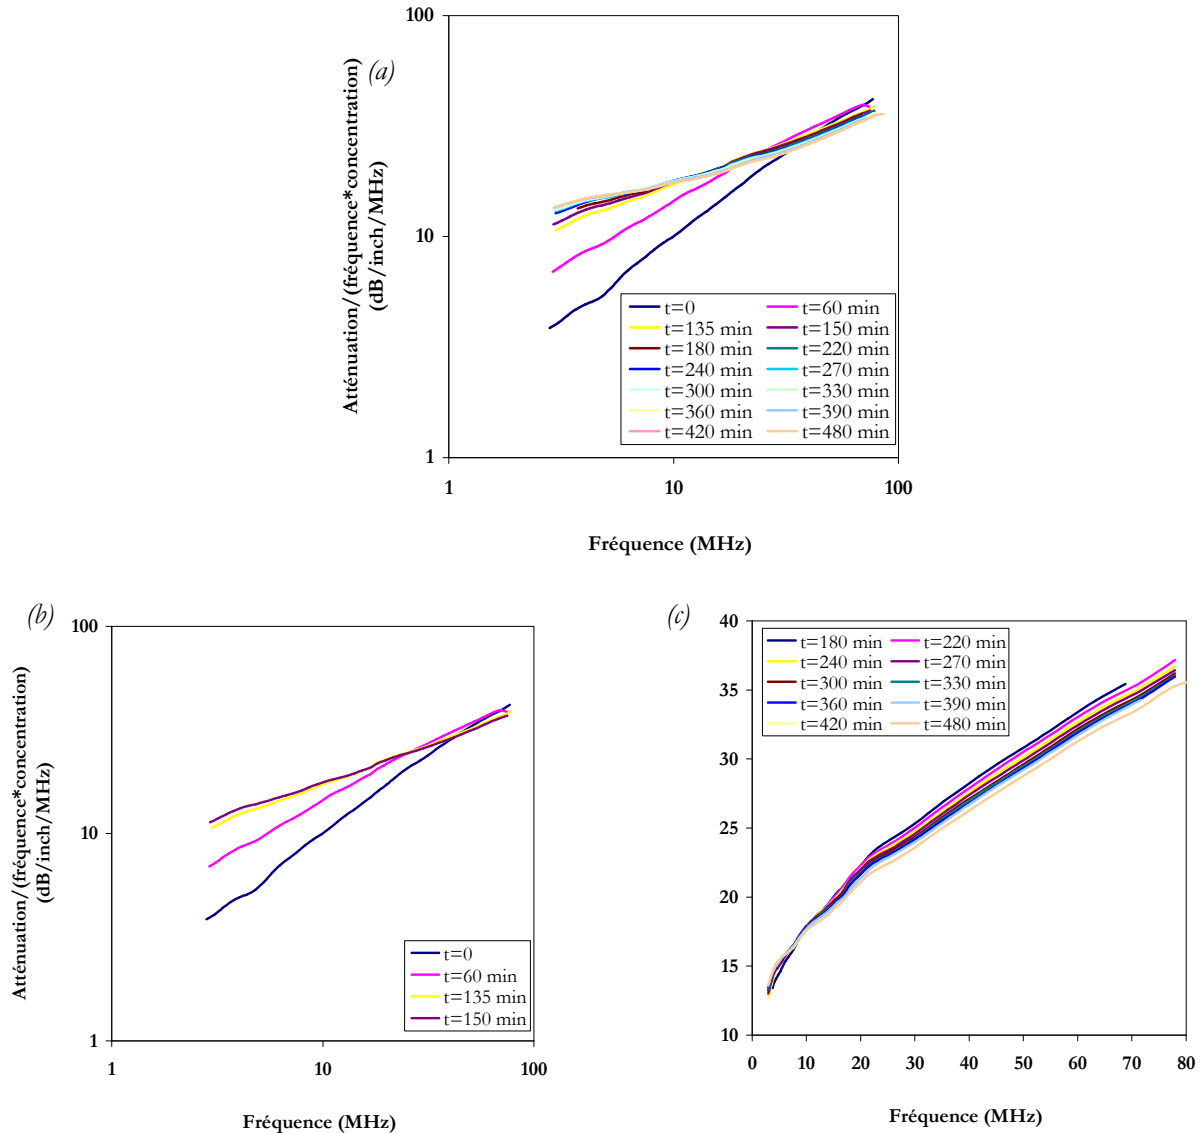 (a)
Atténuation/(fréquence*concentration)
(dB/inch/MHz)
100
10
1
1 10 100
Fréquence (MHz)
t=0 t=60 min
t=135 min t=150 min
t=180 min t=220 min
t=240 min t=270 min
t=300 min t=330 min
t=360 min t=390 min
t=420 min t=480 min
(b)
Atténuation/(fréquence*concentration)
(dB/inch/MHz)
100
10
1
1 10 100
Fréquence (MHz)
t=0
t=60 min
t=135 min
t=150 min
(c)
40
35
30
25
20
15
10
0 10 20 30 40 50 60 70 80
Fréquence (MHz)
t=180 min t=220 min
t=240 min t=270 min
t=300 min t=330 min
t=360 min t=390 min
t=420 min t=480 min